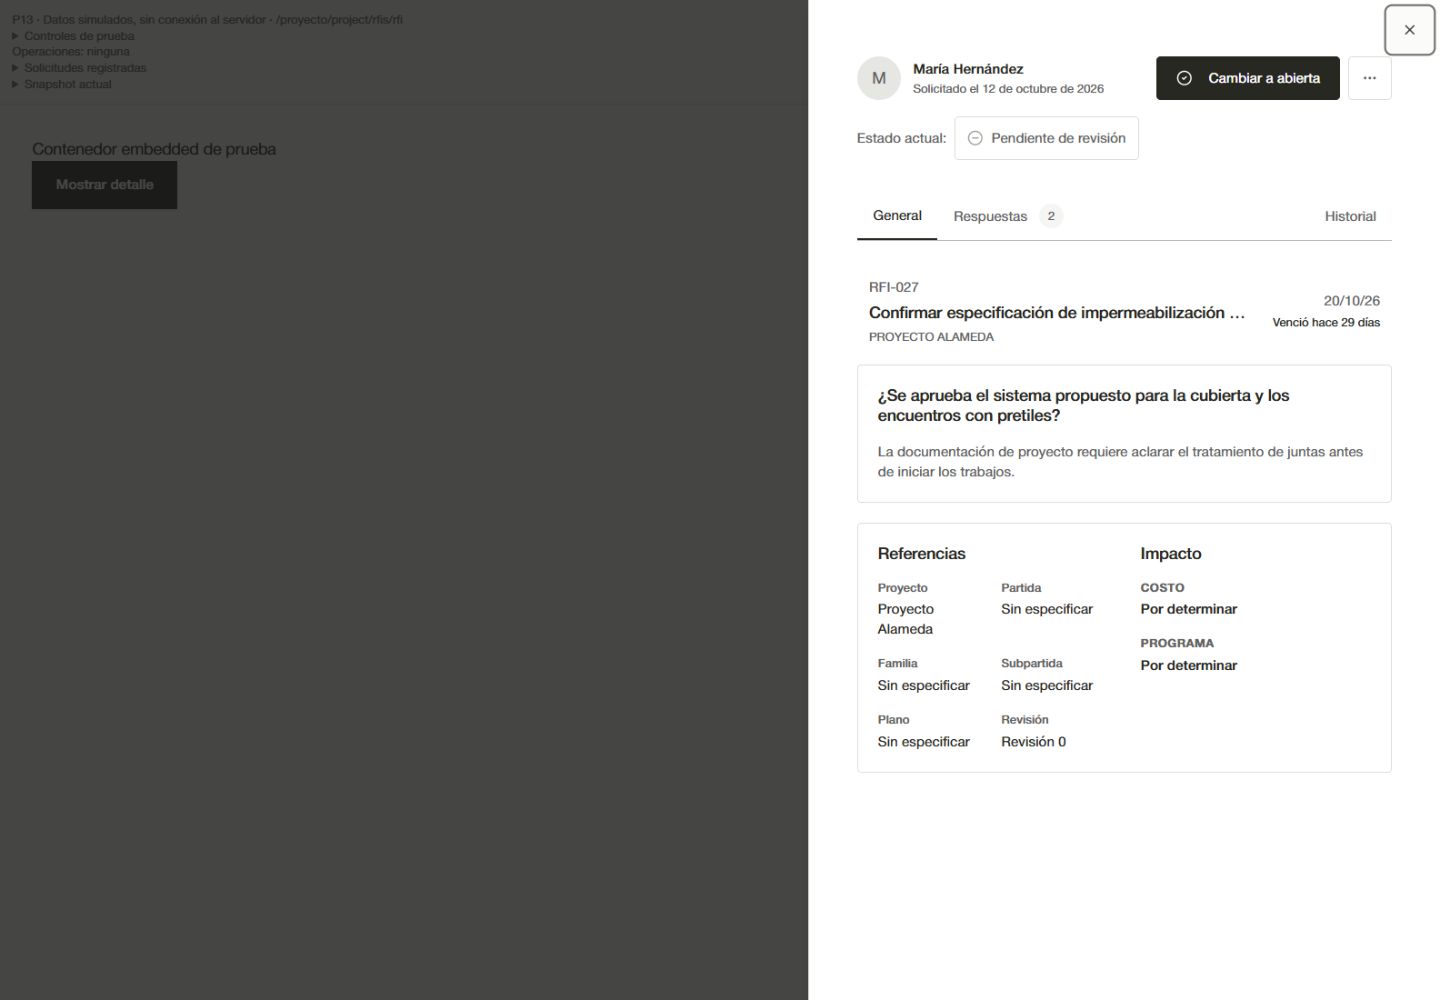 P13 · Datos simulados, sin conexión al servidor · /proyecto/project/rfis/rfi
Controles de prueba
Operaciones: ninguna
Solicitudes registradas
Snapshot actual
Contenedor embedded de prueba
Mostrar detalle
M
María Hernández
Solicitado el 12 de octubre de 2026
Cambiar a abierta
Estado actual:
Pendiente de revisión
General
Respuestas
2
Historial
RFI-027
Confirmar especificación de impermeabilización …
PROYECTO ALAMEDA
20/10/26
Venció hace 29 días
¿Se aprueba el sistema propuesto para la cubierta y los
encuentros con pretiles?
La documentación de proyecto requiere aclarar el tratamiento de juntas antes
de iniciar los trabajos.
Referencias
Proyecto
Proyecto
Alameda
Partida
Sin especificar
Familia
Sin especificar
Subpartida
Sin especificar
Plano
Sin especificar
Revisión
Revisión 0
Impacto
COSTO
Por determinar
PROGRAMA
Por determinar